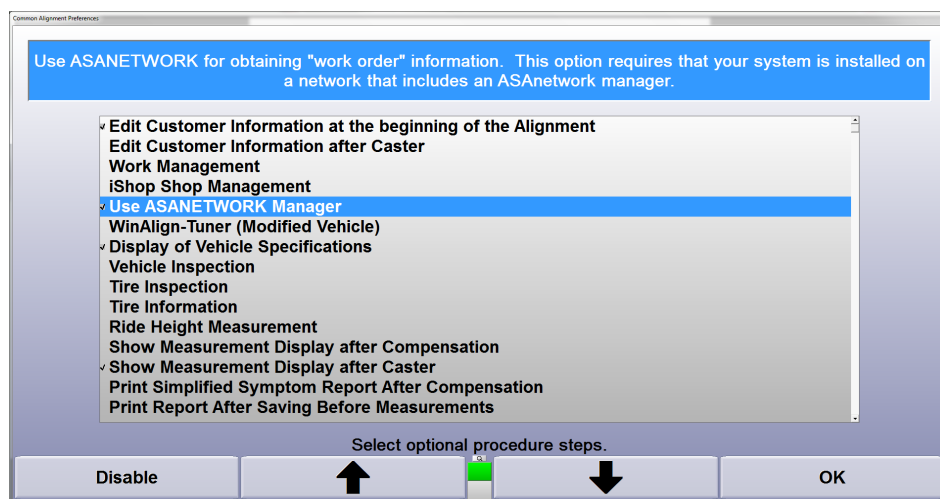 Common Alignment Preferences
Use ASANETWORK for obtaining "work order" information.  This option requires that your system is installed on
a network that includes an ASAnetwork manager.
Edit Customer Information at the beginning of the Alignment
Edit Customer Information after Caster
Work Management
iShop Shop Management
Use ASANETWORK Manager
WinAlign-Tuner (Modified Vehicle)
Display of Vehicle Specifications
Vehicle Inspection
Tire Inspection
Tire Information
Ride Height Measurement
Show Measurement Display after Compensation
Show Measurement Display after Caster
Print Simplified Symptom Report After Compensation
Print Report After Saving Before Measurements
Select optional procedure steps.
Disable
OK